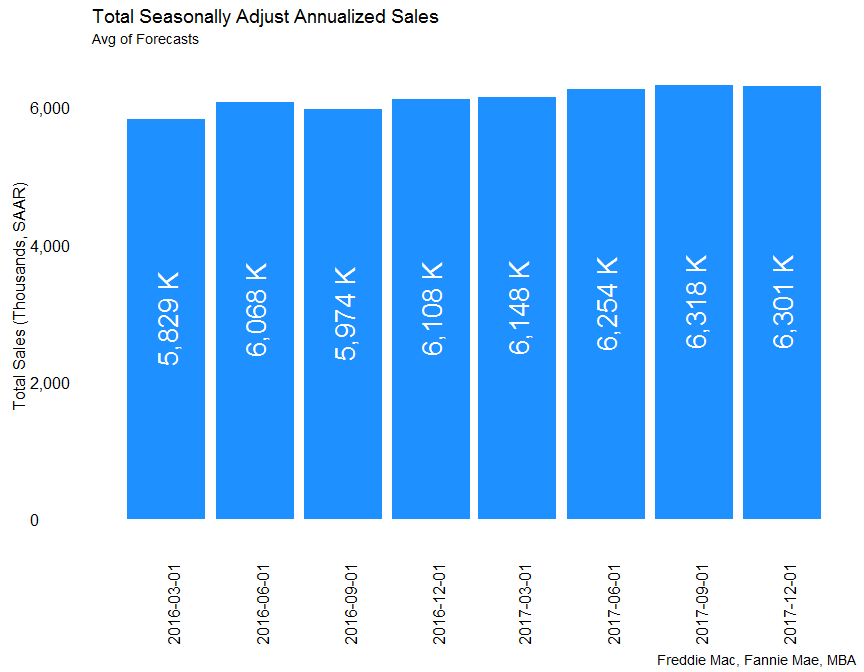 Total Seasonally Adjust Annualized Sales
Avg of Forecasts
Total Sales (Thousands, SAAR)
6,000
4,000
2,000
0
5,829 K
6,068 K
5,974 K
6,108 K
6,148 K
6,254 K
6,318 K
6,301 K
2016-03-01
2016-06-01
2016-09-01
2016-12-01
2017-03-01
2017-06-01
2017-09-01
2017-12-01
Freddie Mac, Fannie Mae, MBA